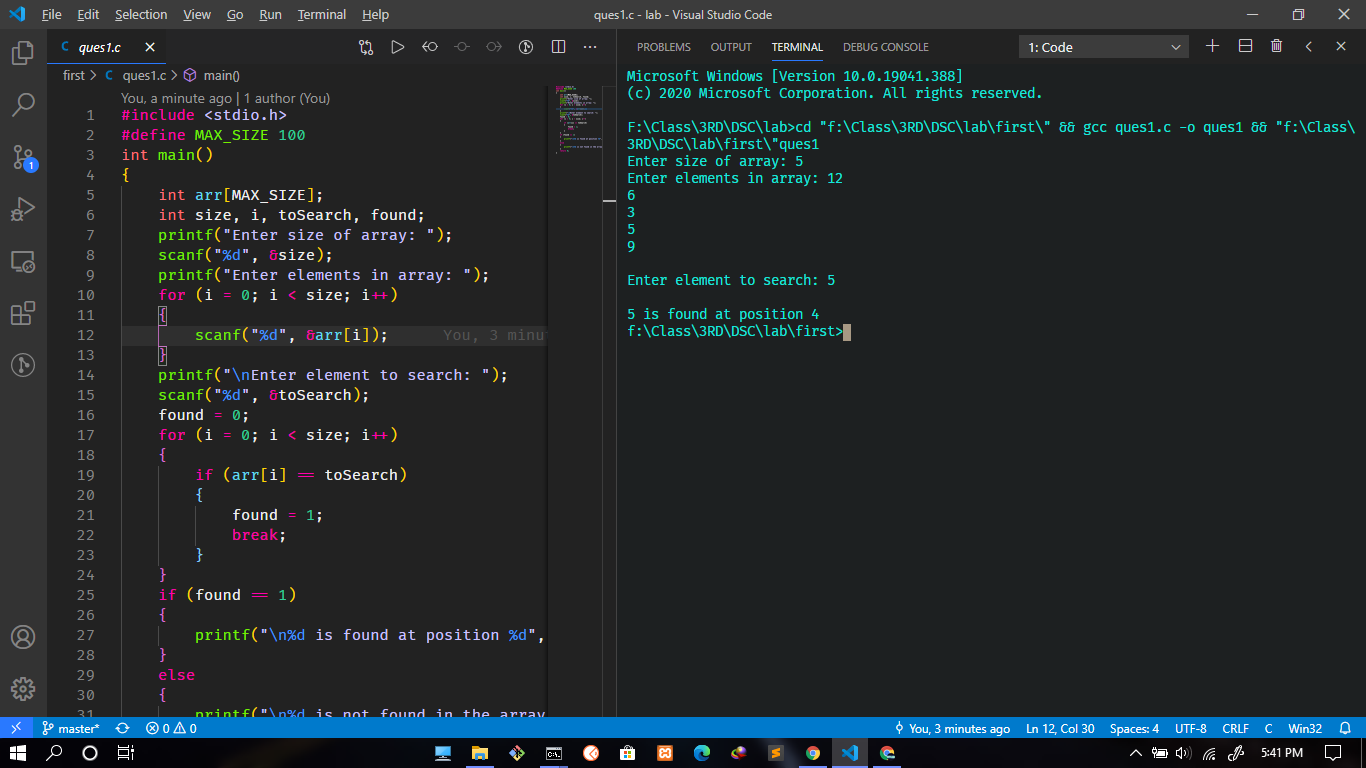 File Edit Selection View Go Run Terminal Help
ques1.c - lab - Visual Studio Code
C ques1.c
first > C ques1.c > main()
You, a minute ago | 1 author (You)
1 #include <stdio.h>
2 #define MAX_SIZE 100
3 int main()
4 {
5 int arr[MAX_SIZE];
6 int size, i, toSearch, found;
7 printf("Enter size of array: ");
8 scanf("%d", &size);
9 printf("Enter elements in array: ");
10 for (i = 0; i < size; i++)
11 {
12 scanf("%d", &arr[i]); You, 3 minu
13 }
14 printf("\nEnter element to search: ");
15 scanf("%d", &toSearch);
16 found = 0;
17 for (i = 0; i < size; i++)
18 {
19 if (arr[i] == toSearch)
20 {
21 found = 1;
22 break;
23 }
24 }
25 if (found == 1)
26 {
27 printf("\n%d is found at position %d",
28 }
29 else
30 {
31 printf("\n%d is not found in the array
PROBLEMS OUTPUT TERMINAL DEBUG CONSOLE
1: Code
Microsoft Windows [Version 10.0.19041.388]
(c) 2020 Microsoft Corporation. All rights reserved.
F:\Class\3RD\DSC\lab>cd "f:\Class\3RD\DSC\lab\first\" && gcc ques1.c -o ques1 && "f:\Class\
3RD\DSC\lab\first\"ques1
Enter size of array: 5
Enter elements in array: 12
6
3
5
9
Enter element to search: 5
5 is found at position 4
f:\Class\3RD\DSC\lab\first>
1
master* 0 0
You, 3 minutes ago Ln 12, Col 30 Spaces: 4 UTF-8 CRLF C Win32
5:41 PM